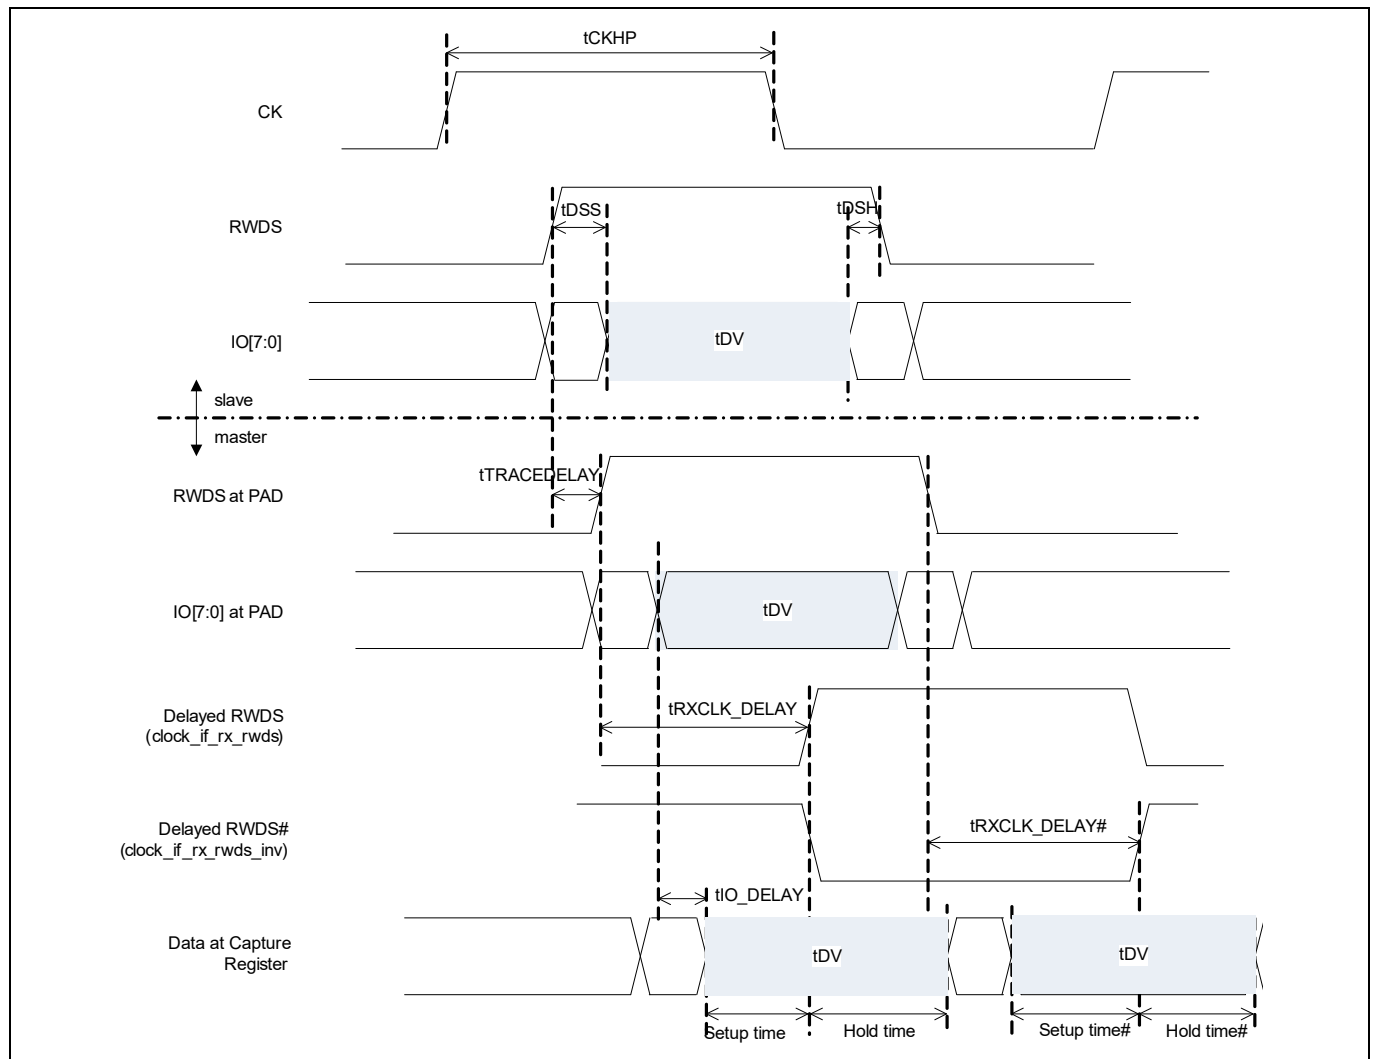 tCKHP
CK
RWDS
tDSS
tDSH
IO[7:0]
tDV
slave
master
tTRACEDELAY
RWDS at PAD
IO[7:0] at PAD
tDV
Delayed RWDS
(clock_if_rx_rwds)
tRXCLK_DELAY
Delayed RWDS#
(clock_if_rx_rwds_inv)
tRXCLK_DELAY#
tIO_DELAY
Data at Capture
Register
tDV
tDV
Setup time
Hold time
Setup time#
Hold time#